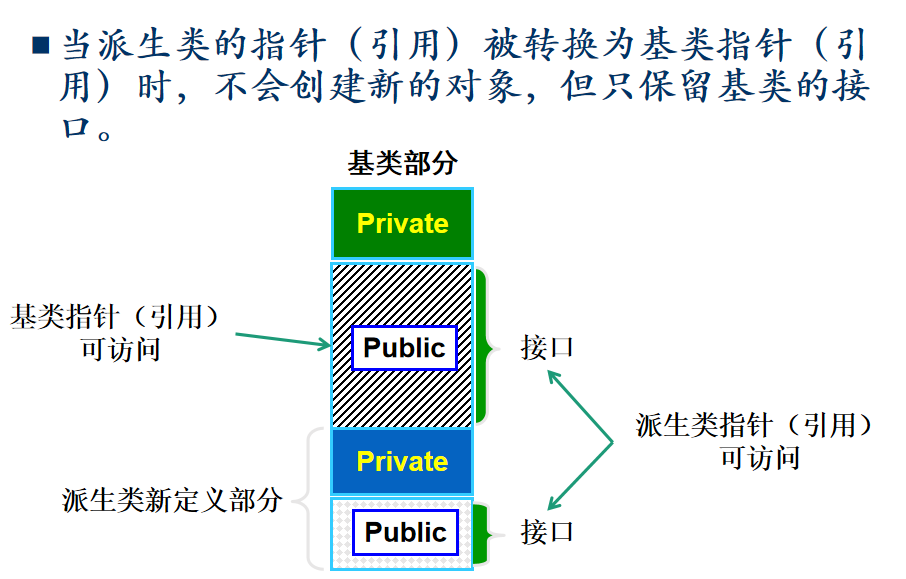 当派生类的指针（引用）被转换为基类指针（引
用）时，不会创建新的对象，但只保留基类的接
口。
基类部分
Private
基类指针（引用）
可访问
Public
接口
派生类指针（引用）
可访问
Private
派生类新定义部分
Public
接口